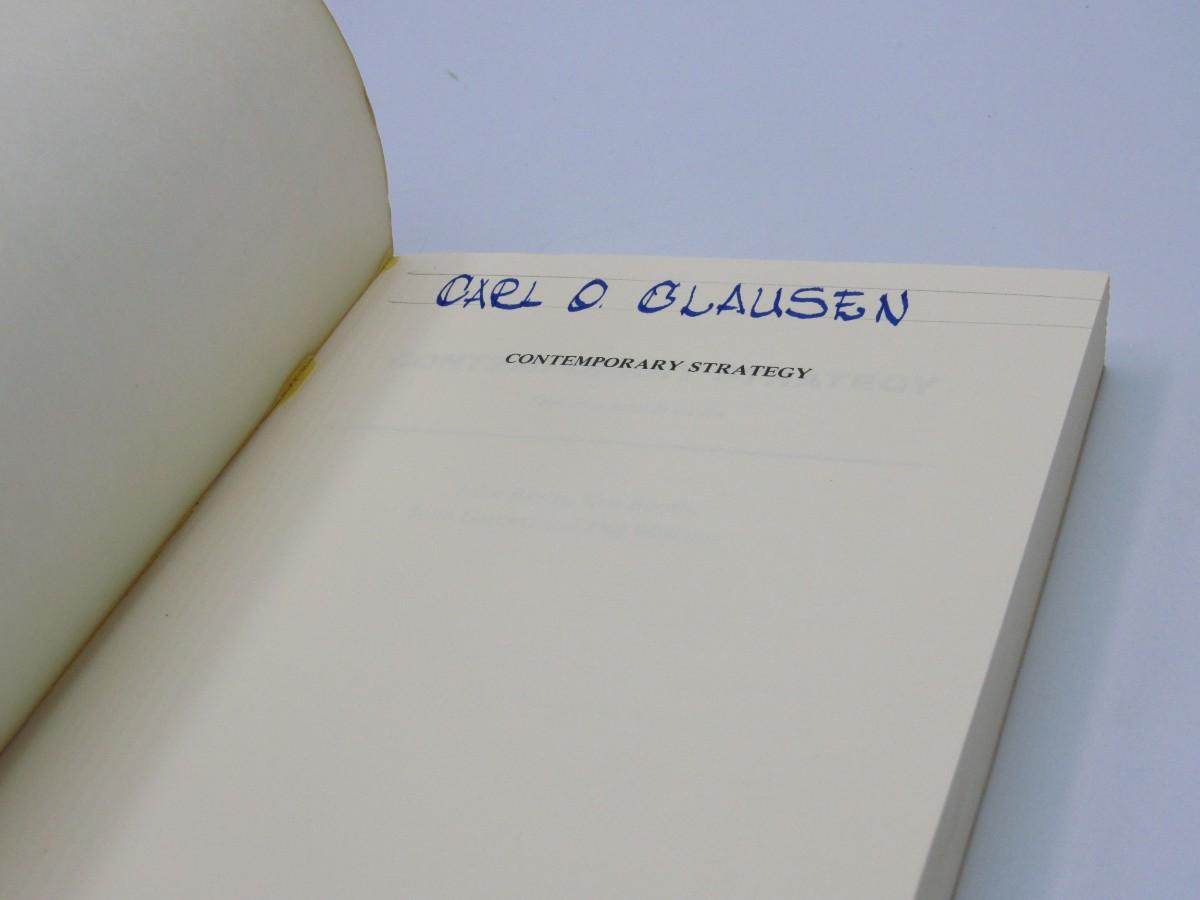 CARL O. CLAUSEN
CONTEMPORARY STRATEGY